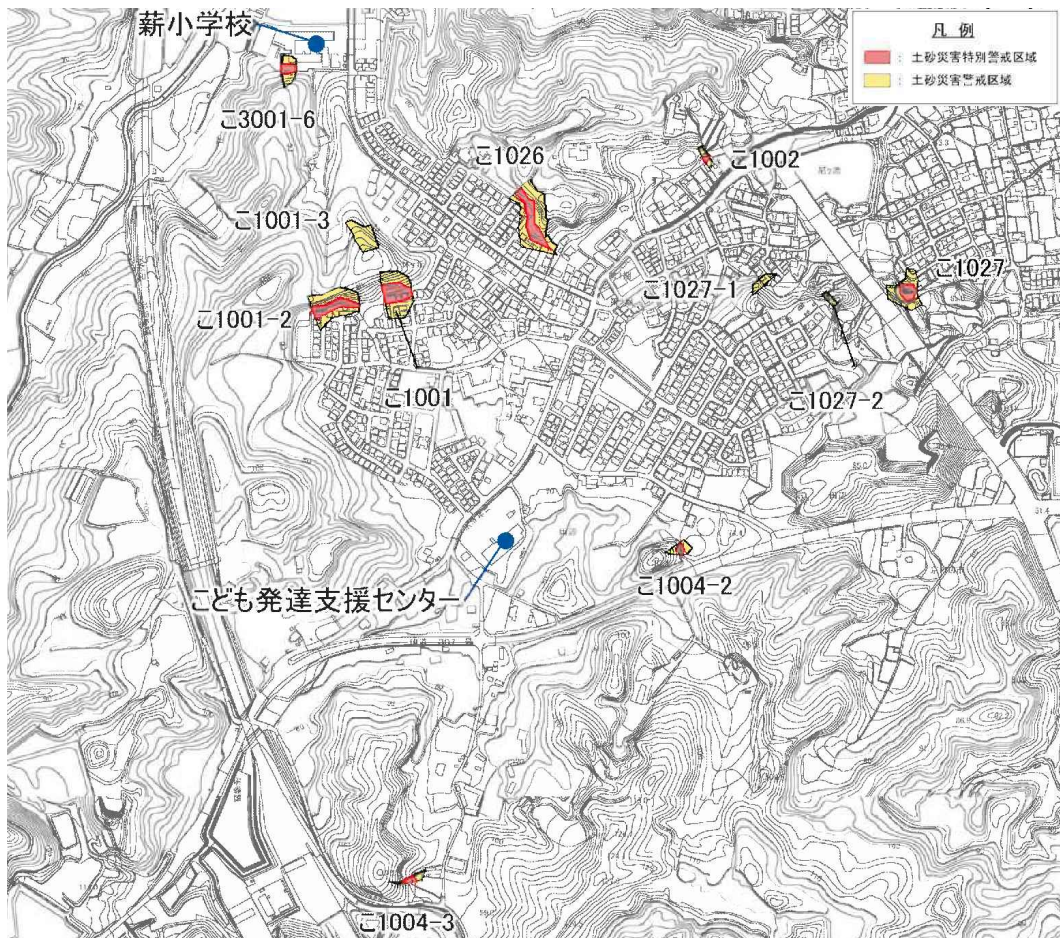 薪小学校
凡 例
: 土砂災害特別警戒区域
: 土砂災害警戒区域
こ3001-6
こ1026
こ1002
こ1001-3
こ1027
こ1027-1
こ1001-2
こ1001
こ1027-2
こ1004-2
こども発達支援センター
こ1004-3